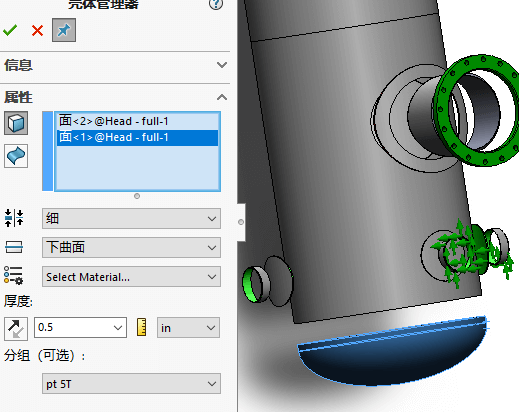 壳体管理器
信息
属性
面<2>@Head - full-1
面<1>@Head - full-1
细
下曲面
Select Material...
厚度:
0.5
in
分组（可选）:
pt 5T